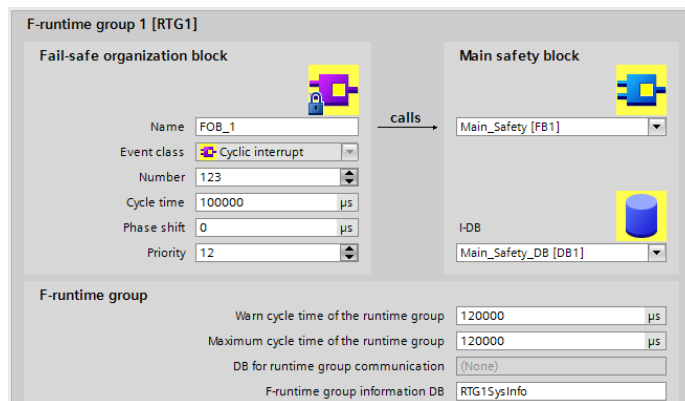 F-runtime group 1 [RTG1]
Fail-safe organization block
Name FOB_1
Event class Cyclic interrupt
Number 123
Cycle time 100000 µs
Phase shift 0 µs
Priority 12
calls
Main safety block
Main_Safety [FB1]
I-DB
Main_Safety_DB [DB1]
F-runtime group
Warn cycle time of the runtime group 120000 µs
Maximum cycle time of the runtime group 120000 µs
DB for runtime group communication (None)
F-runtime group information DB RTG1SysInfo